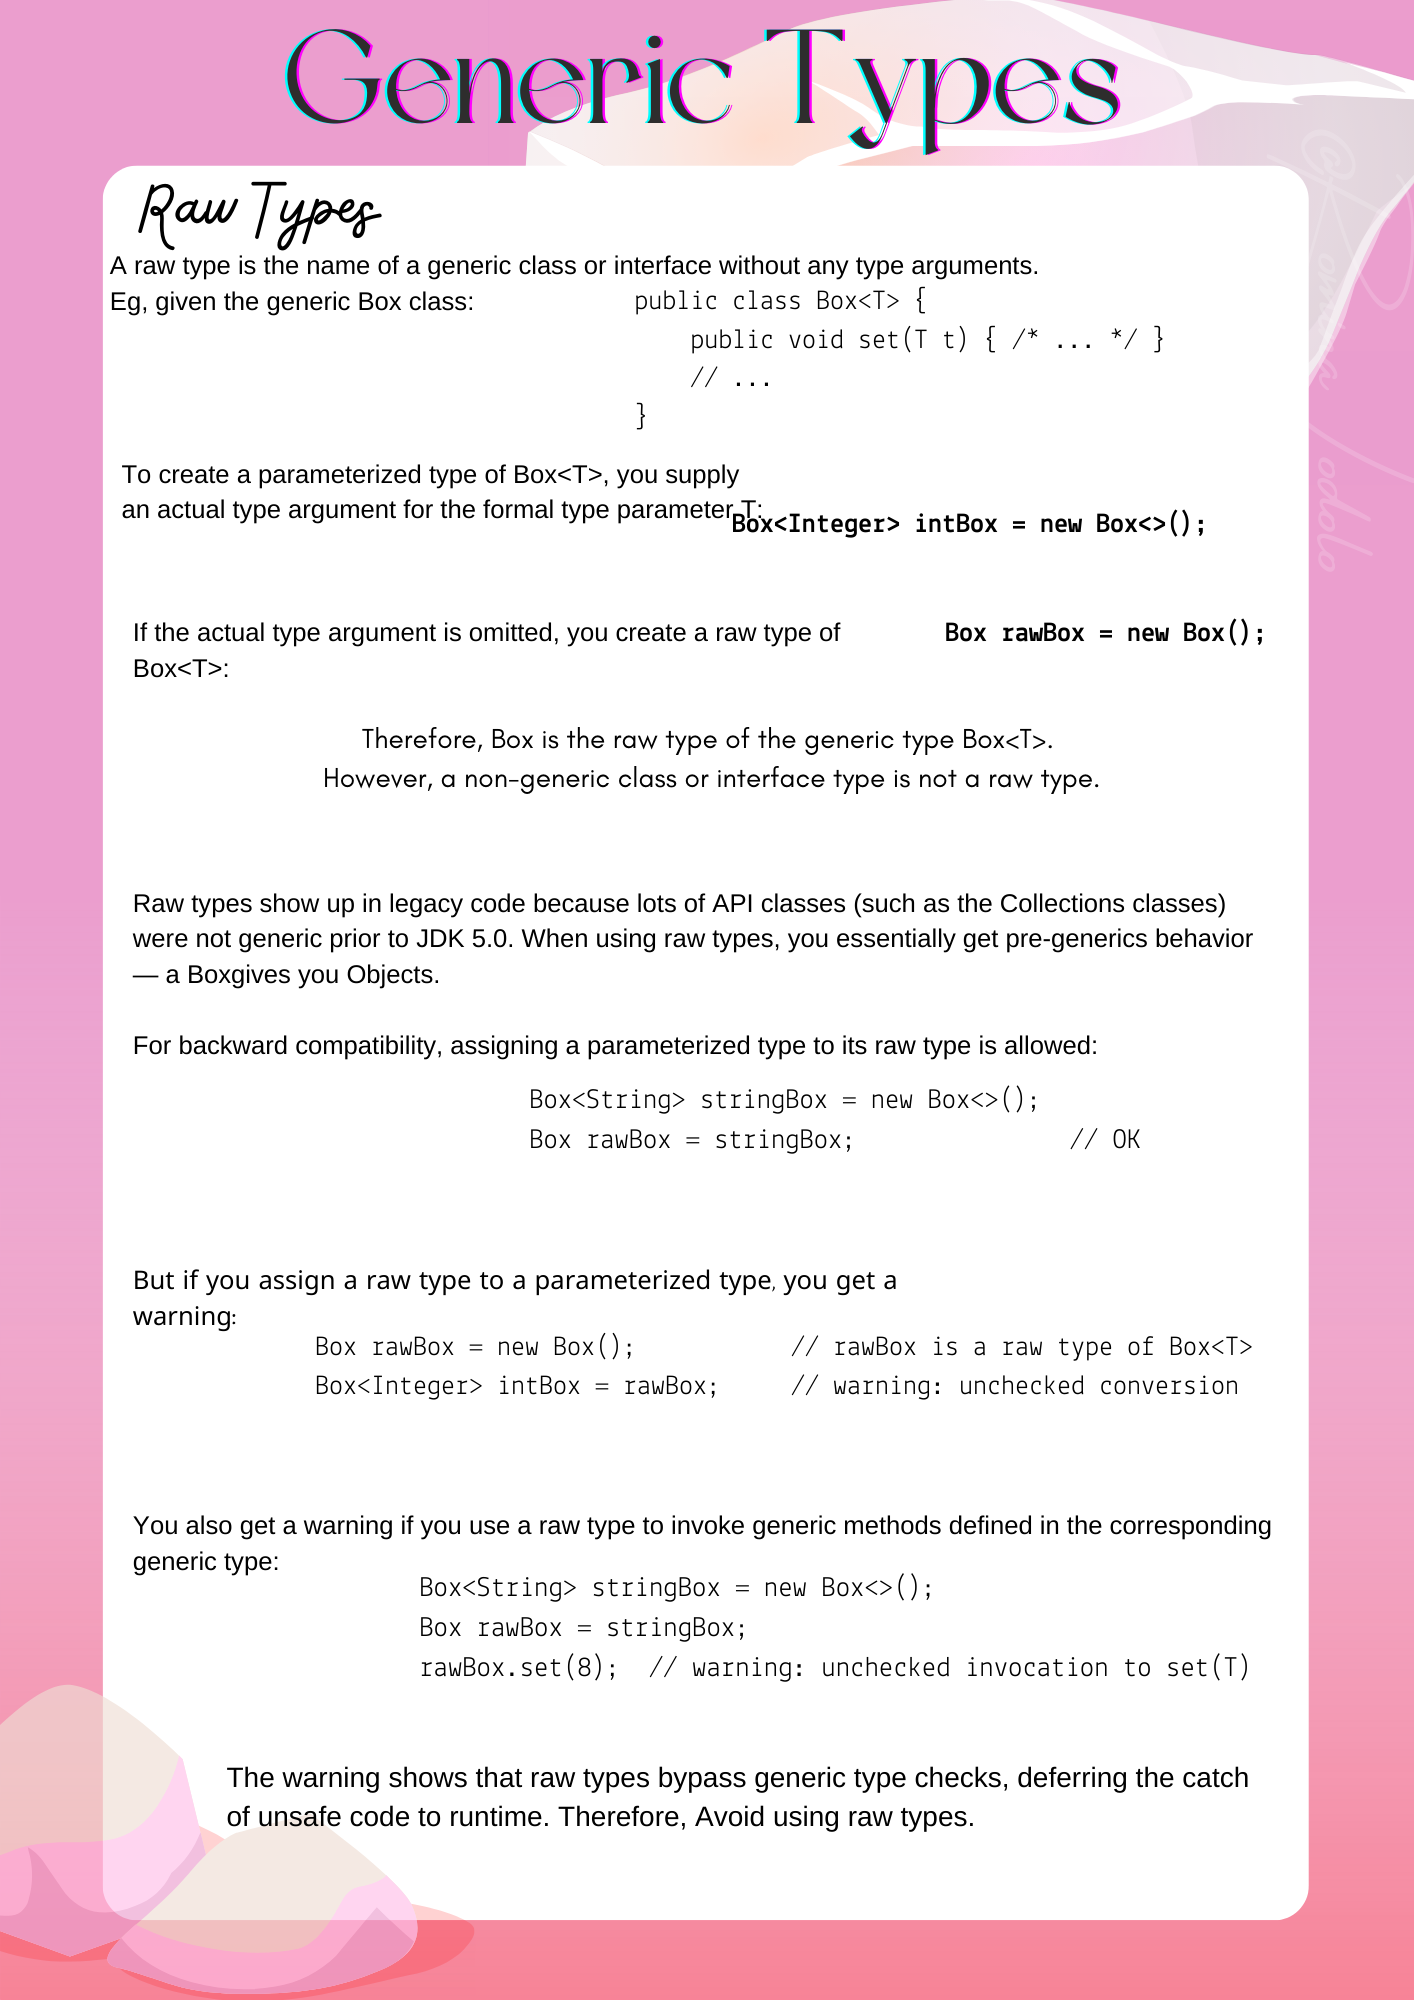 Generic Types
Raw Types
A raw type is the name of a generic class or interface without any type arguments.
Eg, given the generic Box class:
public class Box<T> {
    public void set(T t) { /* ... */ }
    // ...
}
To create a parameterized type of Box<T>, you supply
an actual type argument for the formal type parameter T:
Box<Integer> intBox = new Box<>();
If the actual type argument is omitted, you create a raw type of
Box<T>:
Box rawBox = new Box();
Therefore, Box is the raw type of the generic type Box<T>.
However, a non-generic class or interface type is not a raw type.
Raw types show up in legacy code because lots of API classes (such as the Collections classes)
were not generic prior to JDK 5.0. When using raw types, you essentially get pre-generics behavior
— a Boxgives you Objects.
For backward compatibility, assigning a parameterized type to its raw type is allowed:
Box<String> stringBox = new Box<>();
Box rawBox = stringBox;               // OK
But if you assign a raw type to a parameterized type, you get a
warning:
Box rawBox = new Box();           // rawBox is a raw type of Box<T>
Box<Integer> intBox = rawBox;     // warning: unchecked conversion
You also get a warning if you use a raw type to invoke generic methods defined in the corresponding
generic type:
Box<String> stringBox = new Box<>();
Box rawBox = stringBox;
rawBox.set(8);  // warning: unchecked invocation to set(T)
The warning shows that raw types bypass generic type checks, deferring the catch
of unsafe code to runtime. Therefore, Avoid using raw types.